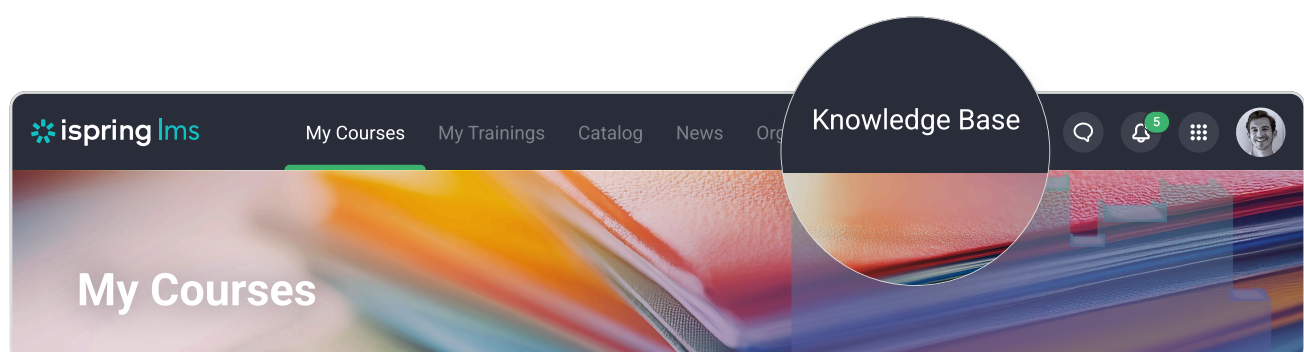 ispring lms
My Courses
My Trainings
Catalog
News
Knowledge Base
5
My Courses